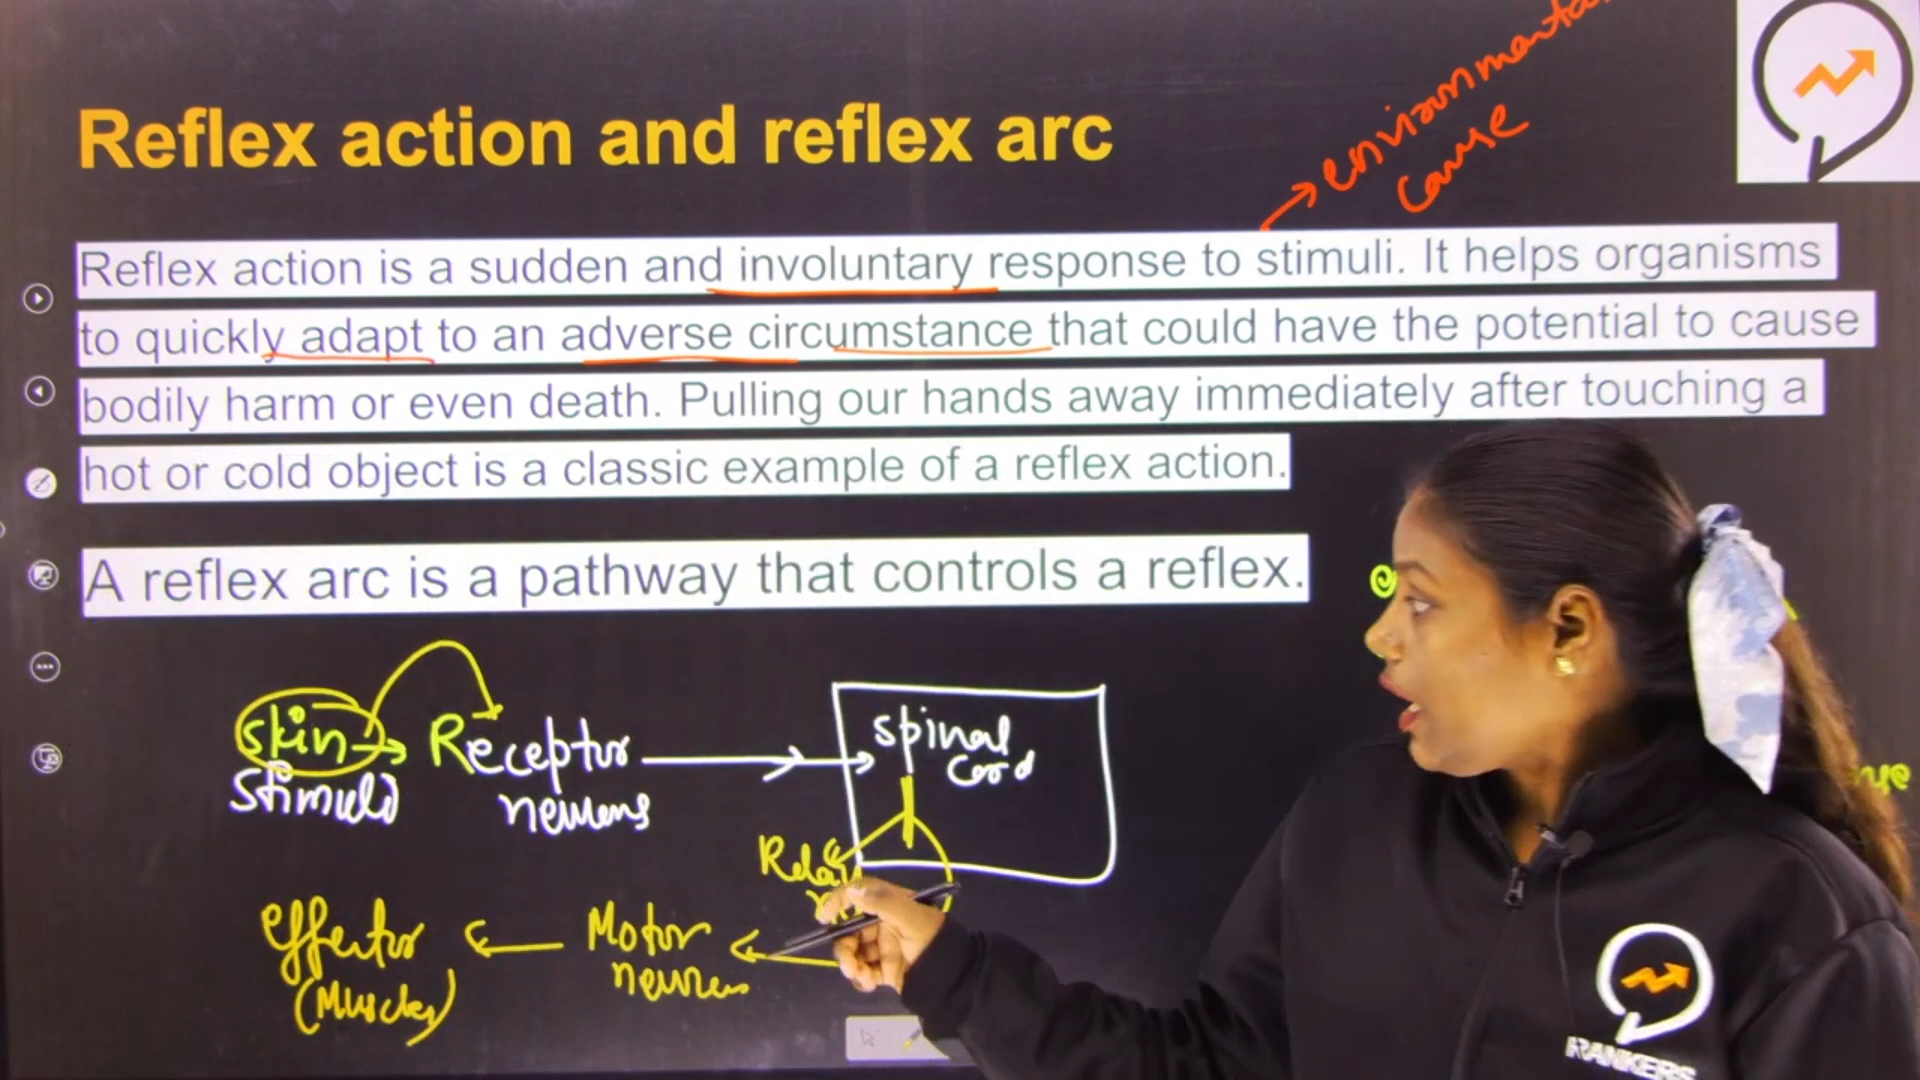 environmental
cause
Reflex action and reflex arc
Reflex action is a sudden and involuntary response to stimuli. It helps organisms
to quickly adapt to an adverse circumstance that could have the potential to cause
bodily harm or even death. Pulling our hands away immediately after touching a
hot or cold object is a classic example of a reflex action.
A reflex arc is a pathway that controls a reflex.
skin → Receptor
stimuli
neurons
spinal
cord
Relay
effector
(Muscles)
Motor
neurons
RANKERS